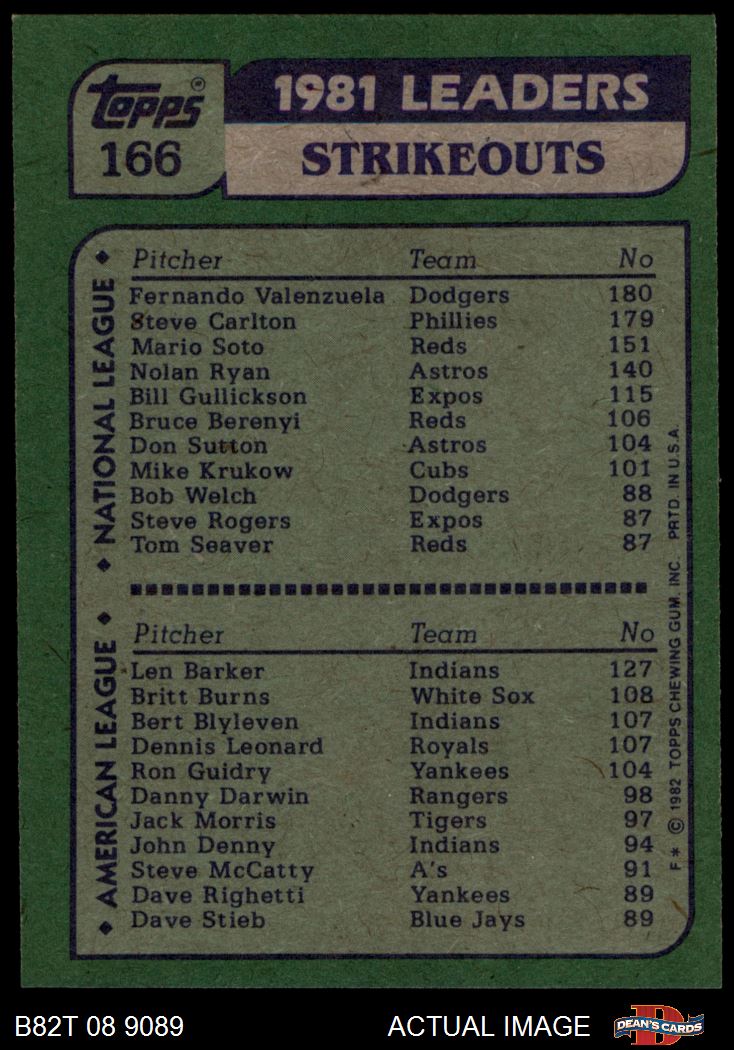 Topps®
166
1981 LEADERS
STRIKEOUTS
NATIONAL LEAGUE
Pitcher Team No
Fernando Valenzuela Dodgers 180
Steve Carlton Phillies 179
Mario Soto Reds 151
Nolan Ryan Astros 140
Bill Gullickson Expos 115
Bruce Berenyi Reds 106
Don Sutton Astros 104
Mike Krukow Cubs 101
Bob Welch Dodgers 88
Steve Rogers Expos 87
Tom Seaver Reds 87
AMERICAN LEAGUE
Pitcher Team No
Len Barker Indians 127
Britt Burns White Sox 108
Bert Blyleven Indians 107
Dennis Leonard Royals 107
Ron Guidry Yankees 104
Danny Darwin Rangers 98
Jack Morris Tigers 97
John Denny Indians 94
Steve McCatty A's 91
Dave Righetti Yankees 89
Dave Stieb Blue Jays 89
F* © 1982 TOPPS CHEWING GUM, INC. PRTD. IN U.S.A.
B82T 08 9089 ACTUAL IMAGE
D
DEAN'S CARDS